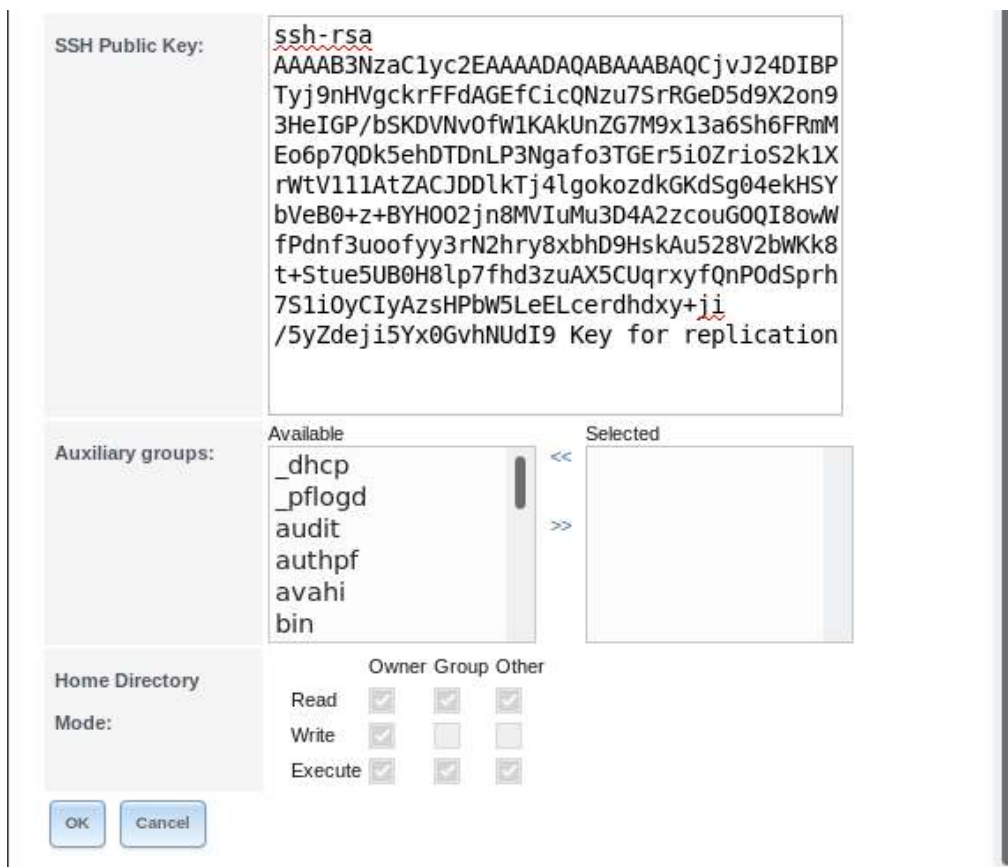 SSH Public Key:
ssh-rsa
AAAAB3NzaC1yc2EAAAADAQABAAABAQCjvJ24DIBP
Tyj9nHVgckrFFdAGEfCicQNzu7SrRGeD5d9X2on9
3HeIGP/bSKDVNvOfW1KAkUnZG7M9x13a6Sh6FRmM
Eo6p7QDk5ehDTDnLP3Ngafo3TGEr5iOZrioS2k1X
rWtV111AtZACJDDlkTj4lgokozdkGKdSg04ekHSY
bVeB0+z+BYHOO2jn8MVIuMu3D4A2zcouGOQI8owW
fPdnf3uoofyy3rN2hry8xbhD9HskAu528V2bWKk8
t+Stue5UB0H8lp7fhd3zuAX5CUqrxyfQnPOdSprh
7S1iOyCIyAzsHPbW5LeELcerdhdxy+ji
/5yZdeji5Yx0GvhNUdI9 Key for replication
Auxiliary groups:
Available
Selected
_dhcp
_pflogd
audit
authpf
avahi
bin
<<
>>
Home Directory
Mode:
Owner Group Other
Read
Write
Execute
OK
Cancel